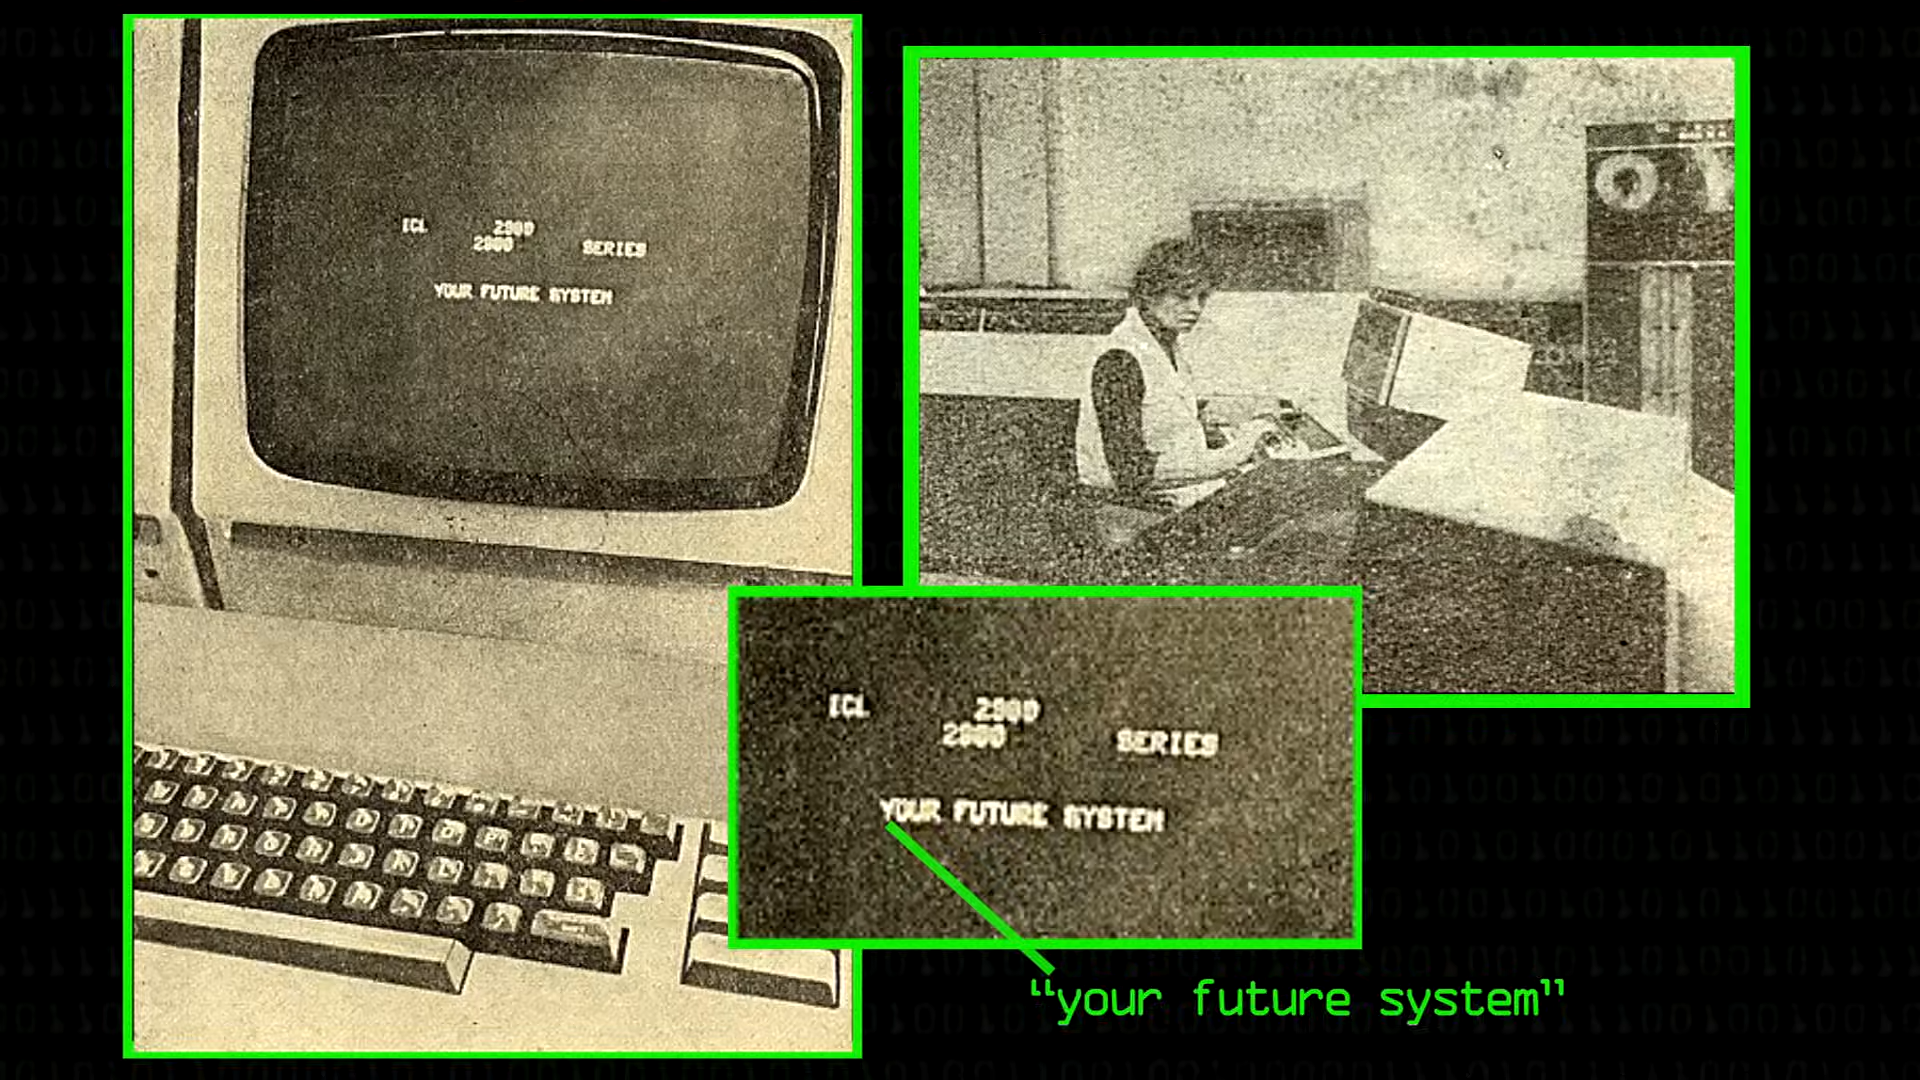 ICL 2900
2900 SERIES
YOUR FUTURE SYSTEM
ICL 2900
2900 SERIES
YOUR FUTURE SYSTEM
“your future system”